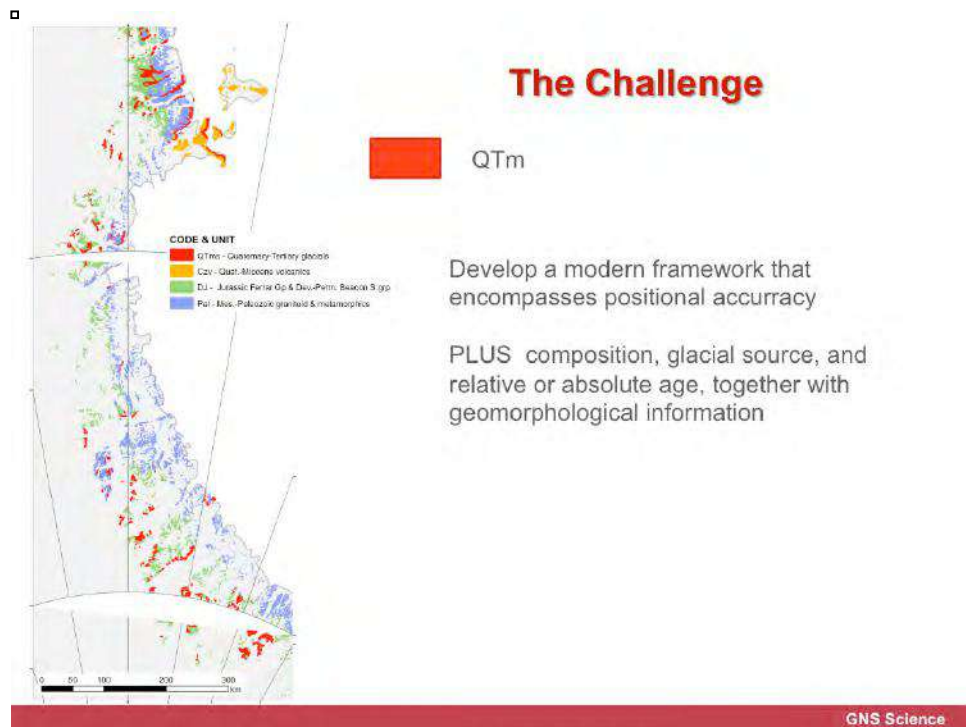 The Challenge
QTm
CODE & UNIT
QTms - Quaternary-Tertiary glacials
Czv - Quat.-Miocene volcanics
DJ - Jurassic Ferrar Gp & Dev.-Perm. Beacon S.grp
Pal - Mes.-Paleozoic granitoid & metamorphics
Develop a modern framework that
encompasses positional accurracy
PLUS composition, glacial source, and
relative or absolute age, together with
geomorphological information
0 50 100 200 300
km
GNS Science